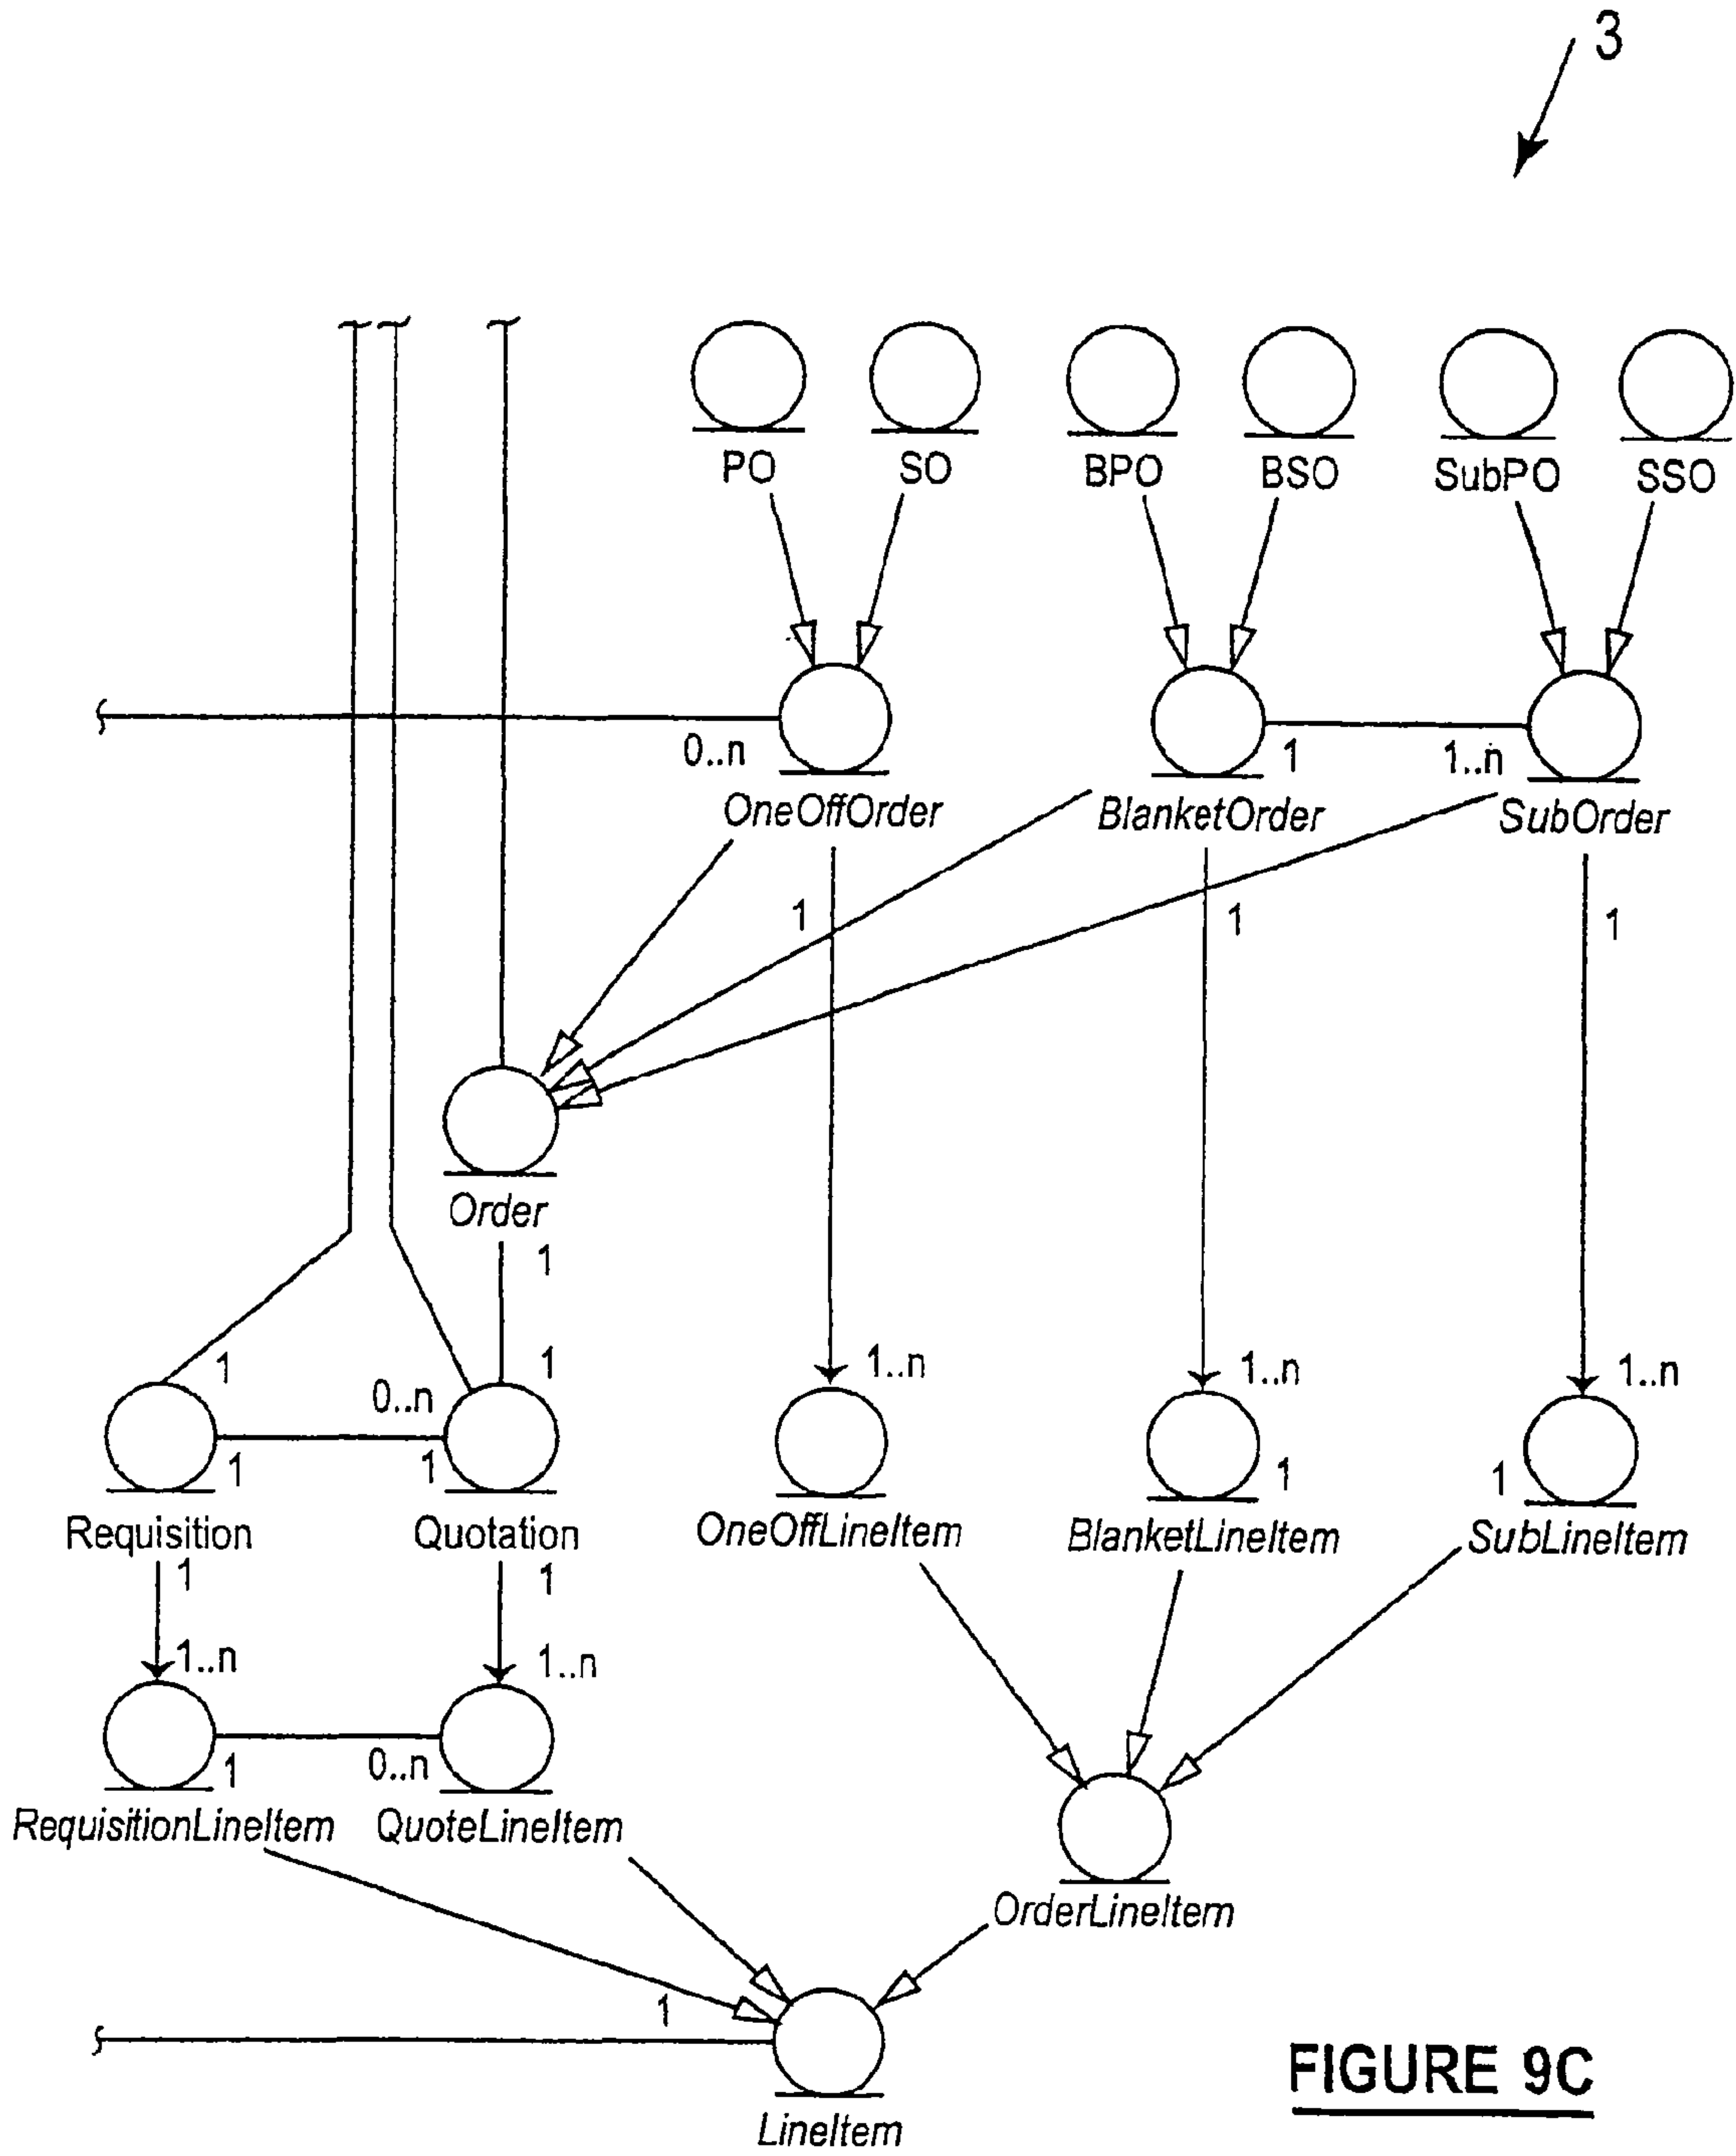 3
PO SO BPO BSO SubPO SSO
0..n 1 1..n
OneOffOrder BlanketOrder SubOrder
1 1 1
Order
1
1 0..n 1 1..n 1..n 1..n
1 1 1 1
Requisition Quotation OneOffLineItem BlanketLineItem SubLineItem
1 1
1..n 1..n
1 0..n
RequisitionLineItem QuoteLineItem
OrderLineItem
1
LineItem
FIGURE 9C